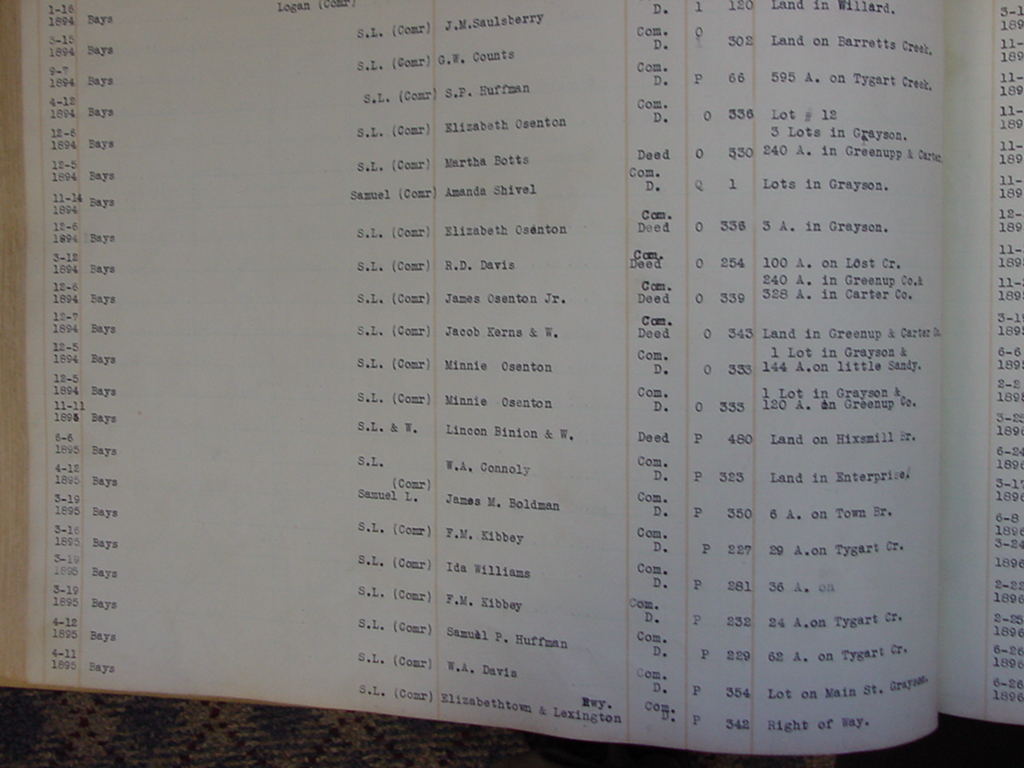 1-16
1894 Bays Logan (Comr) J.M.Saulsberry Com. D. 1 120 Land in Willard.
3-15
1894 Bays S.L. (Comr) G.W. Counts Com. D. 302 Land on Barretts Creek.
9-7
1894 Bays S.L. (Comr) S.P. Huffman Com. D. P 66 595 A. on Tygart Creek.
4-12
1894 Bays S.L. (Comr) Elizabeth Osenton Com. D. O 336 Lot # 12
3 Lots in Grayson.
12-6
1894 Bays S.L. (Comr) Martha Botts Deed O 530 240 A. in Greenupp & Carter.
12-5
1894 Bays Samuel (Comr) Amanda Shivel Com. D. Q 1 Lots in Grayson.
11-14
1894 Bays S.L. (Comr) Elizabeth Osenton Com. Deed O 336 3 A. in Grayson.
12-6
1894 Bays S.L. (Comr) R.D. Davis Com. Deed O 254 100 A. on Lost Cr.
3-12
1894 Bays S.L. (Comr) James Osenton Jr. Com. Deed O 339 240 A. in Greenup Co.&
328 A. in Carter Co.
12-6
1894 Bays S.L. (Comr) Jacob Kerns & W. Com. Deed O 343 Land in Greenup & Carter Co.
12-7
1894 Bays S.L. (Comr) Minnie Osenton Com. D. O 333 1 Lot in Grayson &
144 A.on little Sandy.
12-5
1894 Bays S.L. (Comr) Minnie Osenton Com. D. O 333 1 Lot in Grayson &
120 A. on Greenup Co.
12-5
1894 Bays S.L. & W. Lincon Binion & W. Deed P 480 Land on Hixsmill Br.
11-11
1895 Bays S.L. (Comr) W.A. Connoly Com. D. P 323 Land in Enterprise.
6-6
1895 Bays Samuel L. James M. Boldman Com. D. P 350 6 A. on Town Br.
4-12
1895 Bays S.L. (Comr) F.M. Kibbey Com. D. P 227 29 A.on Tygart Cr.
3-19
1895 Bays S.L. (Comr) Ida Williams Com. D. P 281 36 A. on
3-16
1895 Bays S.L. (Comr) F.M. Kibbey Com. D. P 232 24 A.on Tygart Cr.
3-19
1895 Bays S.L. (Comr) Samuel P. Huffman Com. D. P 229 62 A. on Tygart Cr.
3-19
1895 Bays S.L. (Comr) W.A. Davis Com. D. P 354 Lot on Main St. Grayson.
4-12
1895 Bays S.L. (Comr) Elizabethtown & Lexington Rwy. Com. D. P 342 Right of Way.
4-11
1895 Bays